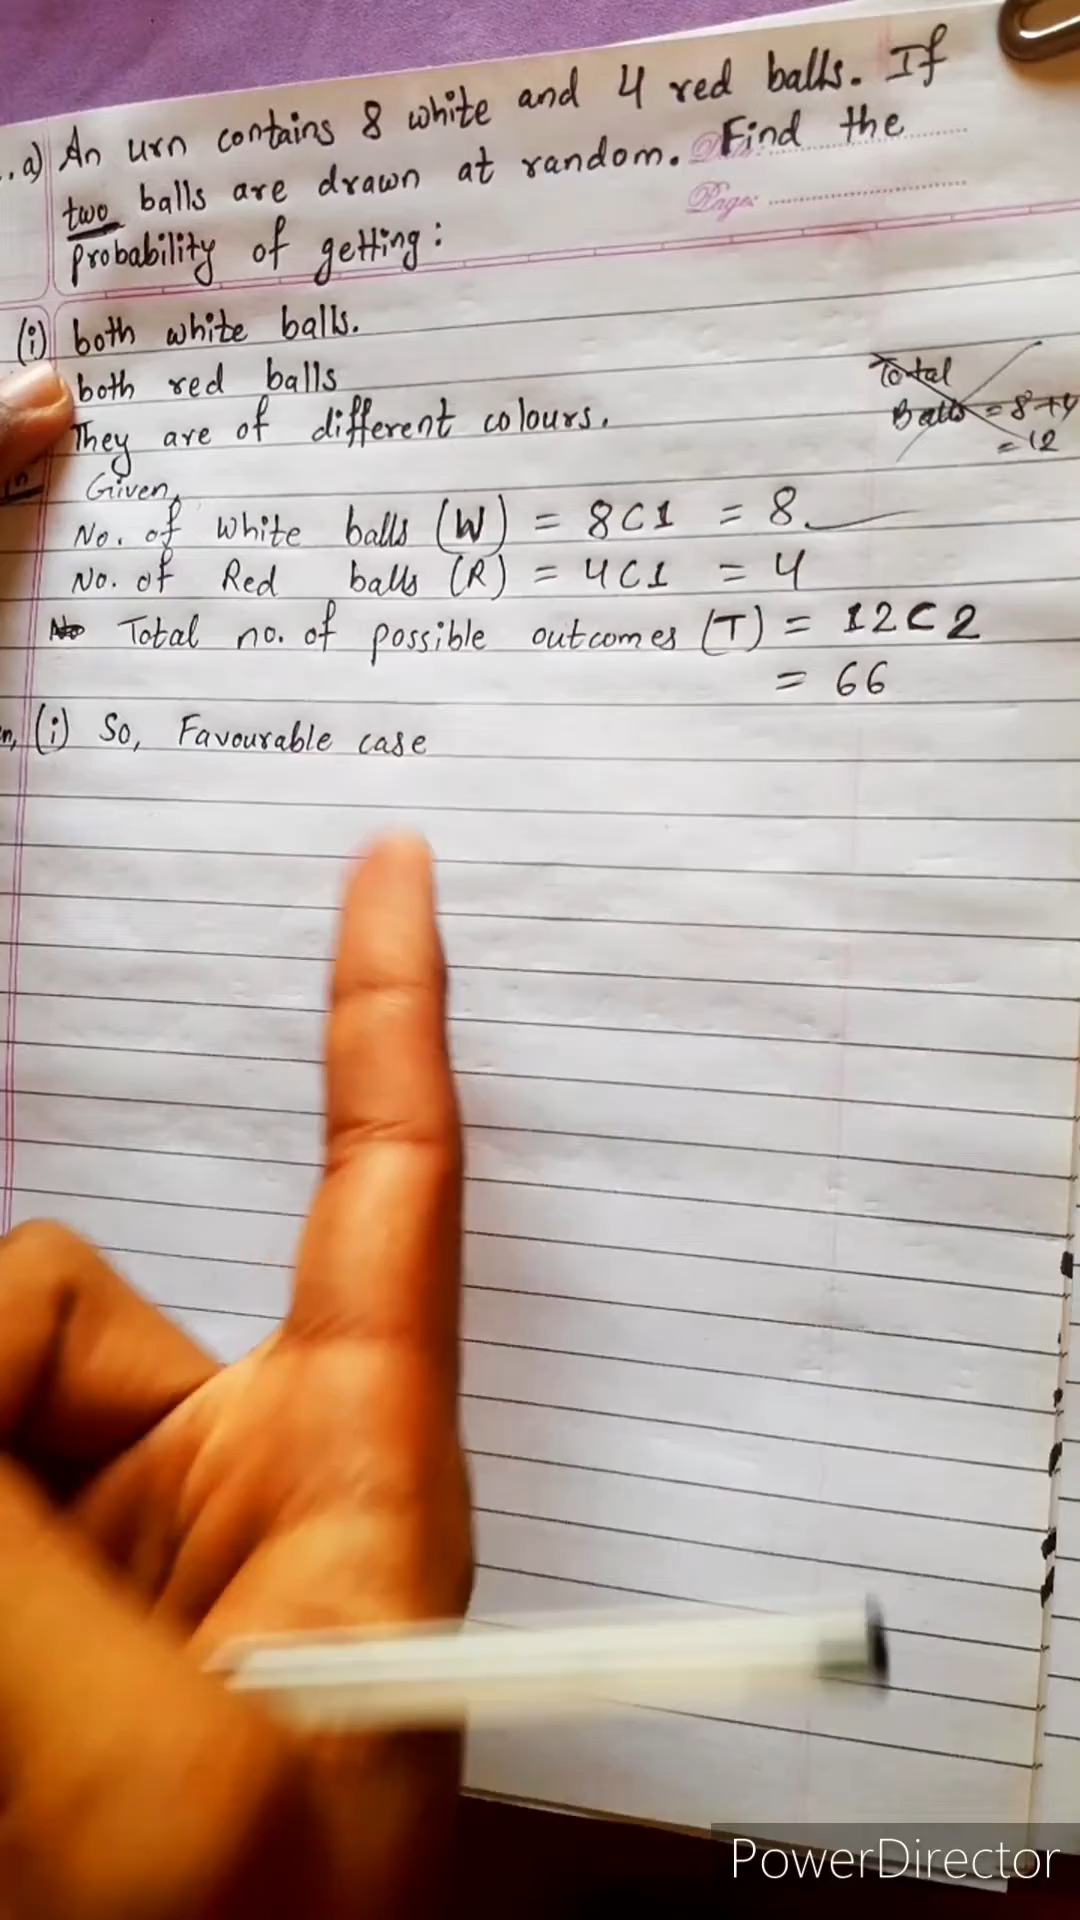 a) An urn contains 8 white and 4 red balls. If
two balls are drawn at random. Find the
Page:
probability of getting:
(i) both white balls.
both red balls
They are of different colours.
Total
Balls = 8+4
= 12
Given,
No. of white balls (W) = 8C1 = 8
No. of Red balls (R) = 4C1 = 4
No Total no. of possible outcomes (T) = 12C2
= 66
(i) So, Favourable case
PowerDirector